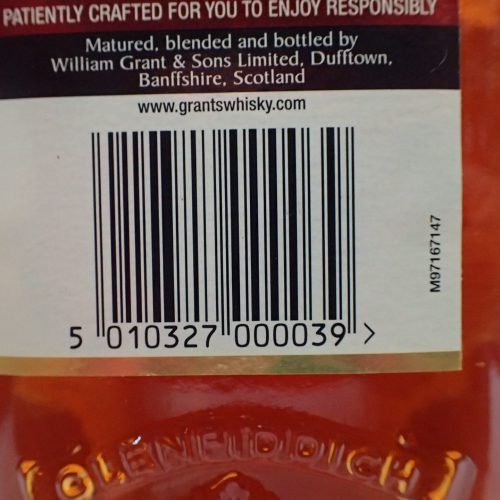 PATIENTLY CRAFTED FOR YOU TO ENJOY RESPONSIBLY
Matured, blended and bottled by
William Grant & Sons Limited, Dufftown,
Banffshire, Scotland
www.grantswhisky.com
5 010327 000039 >
M97167147
GLENFIDDICH